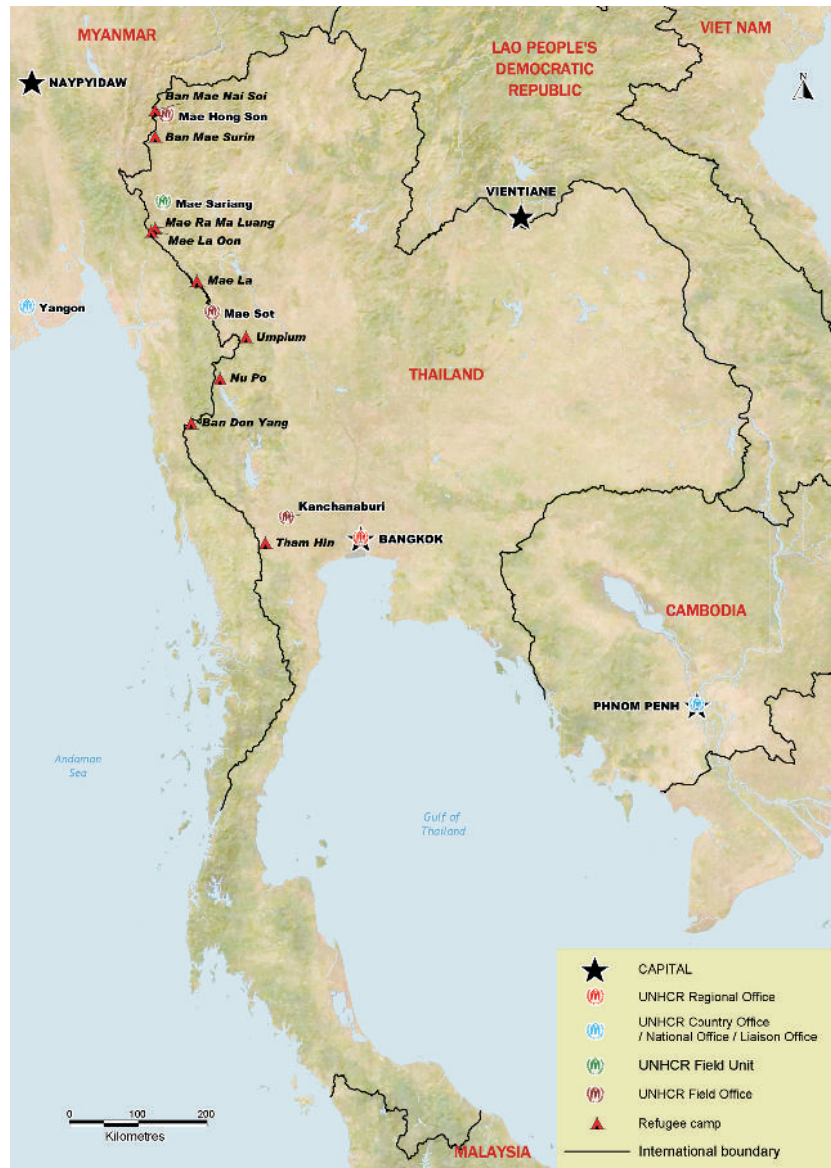 MYANMAR
VIET NAM
LAO PEOPLE'S
DEMOCRATIC
REPUBLIC
N
NAYPYIDAW
Ban Mae Nai Soi
Mae Hong Son
Ban Mae Surin
VIENTIANE
Mae Sariang
Mae Ra Ma Luang
Mae La Oon
Mae La
Yangon
Mae Sot
Umpium
THAILAND
Nu Po
Ban Don Yang
Kanchanaburi
Tham Hin
BANGKOK
CAMBODIA
PHNOM PENH
Andaman
Sea
Gulf of
Thailand
CAPITAL
UNHCR Regional Office
UNHCR Country Office
/ National Office / Liaison Office
UNHCR Field Unit
UNHCR Field Office
Refugee camp
International boundary
0 100 200
Kilometres
MALAYSIA